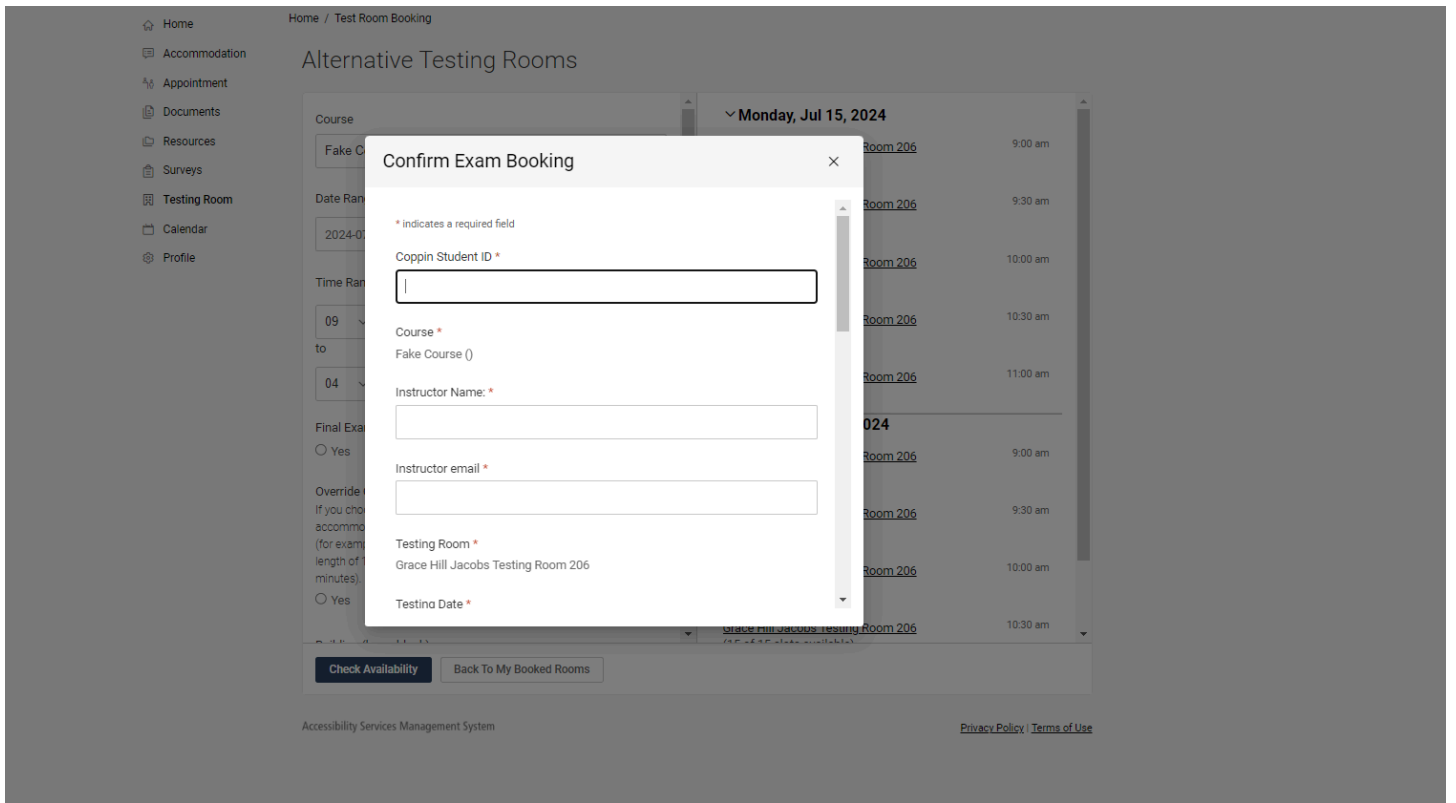 Home
Accommodation
Appointment
Documents
Resources
Surveys
Testing Room
Calendar
Profile
Home / Test Room Booking
Alternative Testing Rooms
Course
Fake C
Date Ran
2024-07
Time Ran
09
to
04
Final Exa
Yes
Override
If you cho
accommo
(for examp
length of 1
minutes).
Yes
Confirm Exam Booking
* indicates a required field
Coppin Student ID *
Course *
Fake Course ()
Instructor Name: *
Instructor email *
Testing Room *
Grace Hill Jacobs Testing Room 206
Testing Date *
Monday, Jul 15, 2024
Room 206 9:00 am
Room 206 9:30 am
Room 206 10:00 am
Room 206 10:30 am
Room 206 11:00 am
024
Room 206 9:00 am
Room 206 9:30 am
Room 206 10:00 am
Grace Hill Jacobs Testing Room 206 10:30 am
(15 of 15 slots available)
Check Availability Back To My Booked Rooms
Accessibility Services Management System
Privacy Policy | Terms of Use